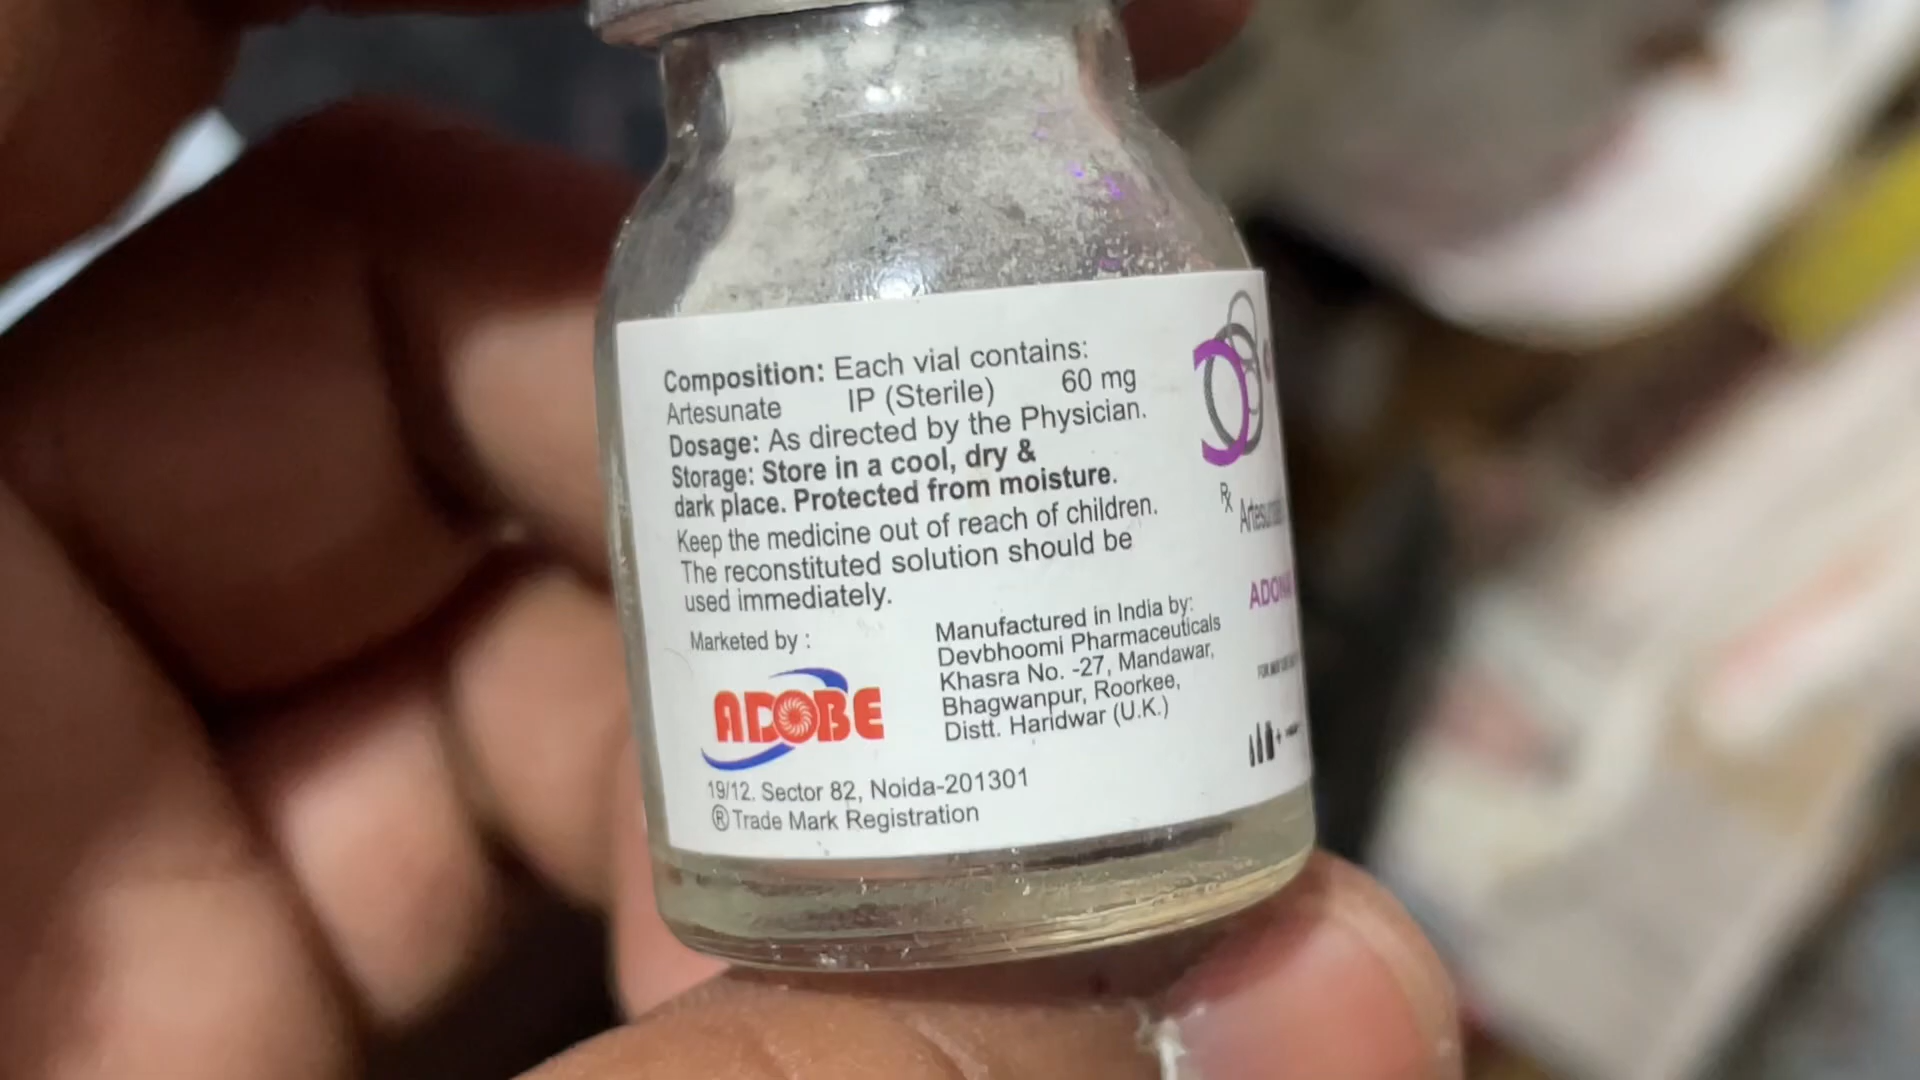 Composition: Each vial contains:
Artesunate IP (Sterile) 60 mg
Dosage: As directed by the Physician.
Storage: Store in a cool, dry &
dark place. Protected from moisture.
Keep the medicine out of reach of children.
The reconstituted solution should be
used immediately.
Marketed by :
ADOBE
19/12. Sector 82, Noida-201301
® Trade Mark Registration
Manufactured in India by:
Devbhoomi Pharmaceuticals
Khasra No. -27, Mandawar,
Bhagwanpur, Roorkee,
Distt. Haridwar (U.K.)
Rx